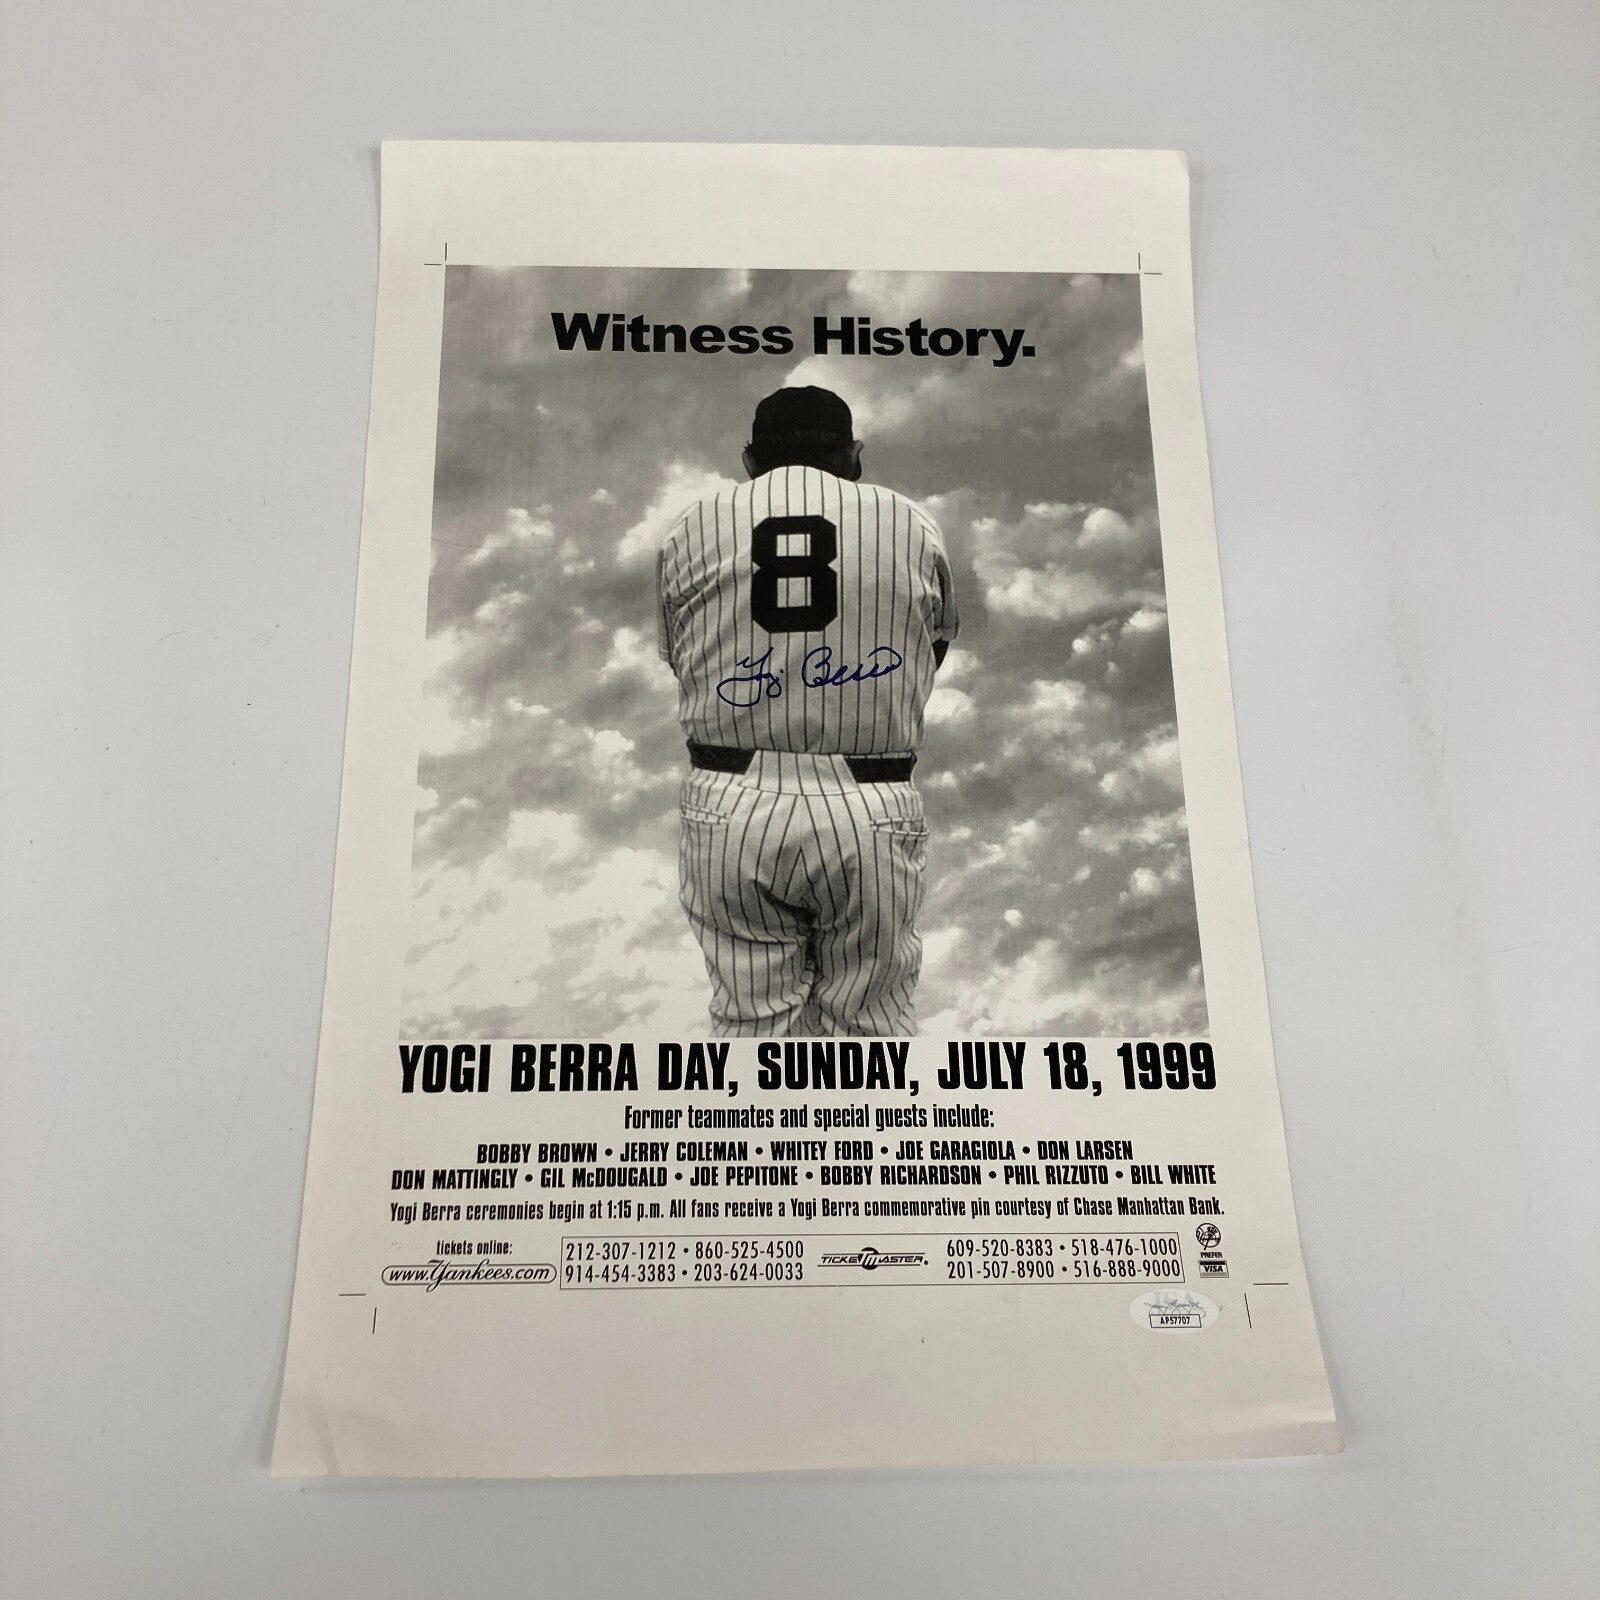 Witness History.
8
Yogi Berra
YOGI BERRA DAY, SUNDAY, JULY 18, 1999
Former teammates and special guests include:
BOBBY BROWN • JERRY COLEMAN • WHITEY FORD • JOE GARAGIOLA • DON LARSEN
DON MATTINGLY • GIL McDOUGALD • JOE PEPITONE • BOBBY RICHARDSON • PHIL RIZZUTO • BILL WHITE
Yogi Berra ceremonies begin at 1:15 p.m. All fans receive a Yogi Berra commemorative pin courtesy of Chase Manhattan Bank.
tickets online:
www.Yankees.com
212-307-1212 • 860-525-4500
914-454-3383 • 203-624-0033
TICKETMASTER
609-520-8383 • 518-476-1000
201-507-8900 • 516-888-9000
PREFER
VISA
JSA
AP57707